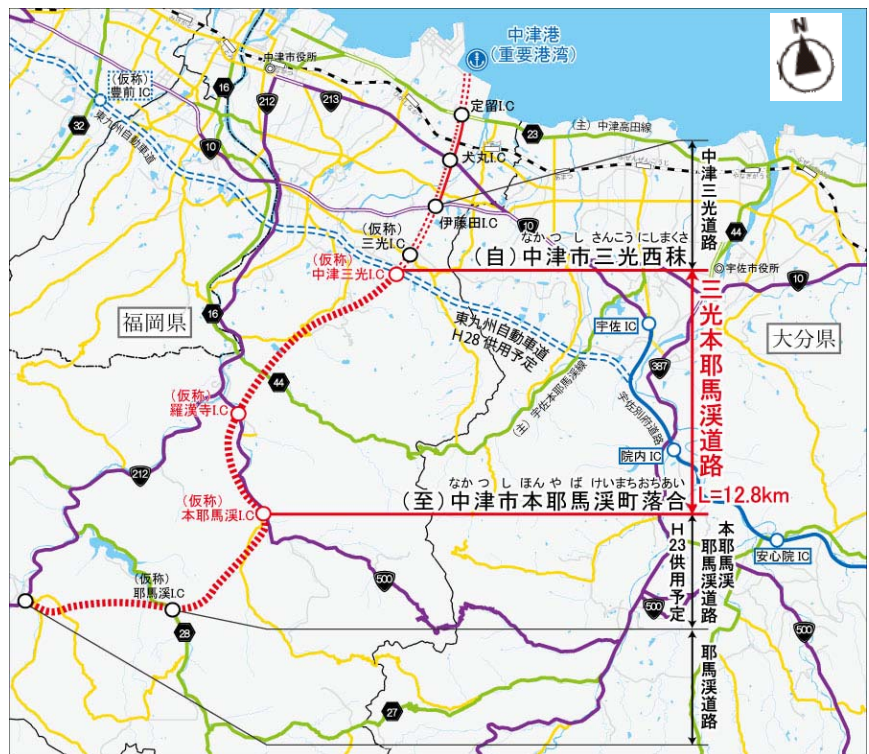 N
中津港
(重要港湾)
中津市役所
(仮称)
豊前IC
16
212
213
定留I.C
32
東九州自動車道
10
23
(主) 中津高田線
犬丸I.C
中津三光道路
伊藤田I.C
10
44
(仮称)
三光I.C
なかつ し さんこうにしまくさ
(自)中津市三光西秣
宇佐市役所
(仮称)
中津三光I.C
10
福岡県
16
東九州自動車道
H28供用予定
宇佐IC
三光本耶馬渓道路
L=12.8km
大分県
44
(主) 宇佐本耶馬渓線
387
宇佐別府道路
(仮称)
羅漢寺I.C
院内IC
212
なかつ し ほん や ば けいまちおちあい
(至)中津市本耶馬渓町落合
(仮称)
本耶馬渓I.C
本耶馬渓
耶馬渓道路
H23供用予定
安心院IC
500
(仮称)
耶馬渓I.C
500
500
28
耶馬渓道路
27